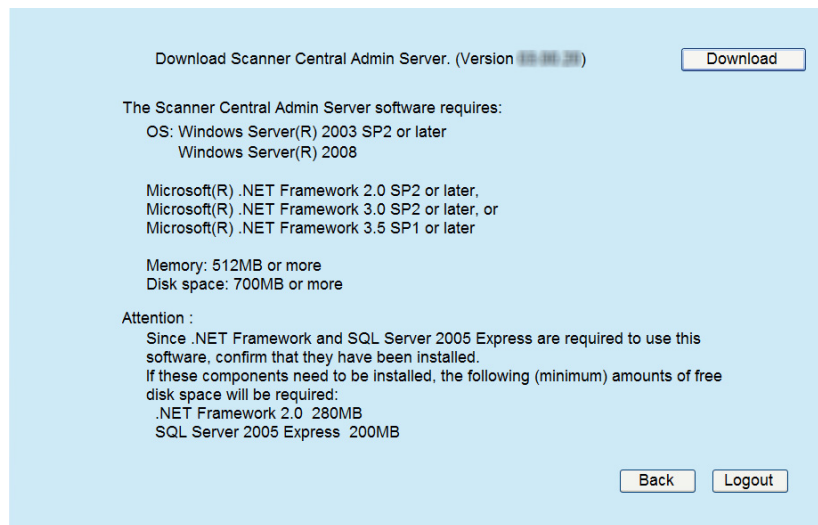 Download Scanner Central Admin Server. (Version ) Download
The Scanner Central Admin Server software requires:
OS: Windows Server(R) 2003 SP2 or later
Windows Server(R) 2008
Microsoft(R) .NET Framework 2.0 SP2 or later,
Microsoft(R) .NET Framework 3.0 SP2 or later, or
Microsoft(R) .NET Framework 3.5 SP1 or later
Memory: 512MB or more
Disk space: 700MB or more
Attention :
Since .NET Framework and SQL Server 2005 Express are required to use this
software, confirm that they have been installed.
If these components need to be installed, the following (minimum) amounts of free
disk space will be required:
.NET Framework 2.0 280MB
SQL Server 2005 Express 200MB
Back Logout